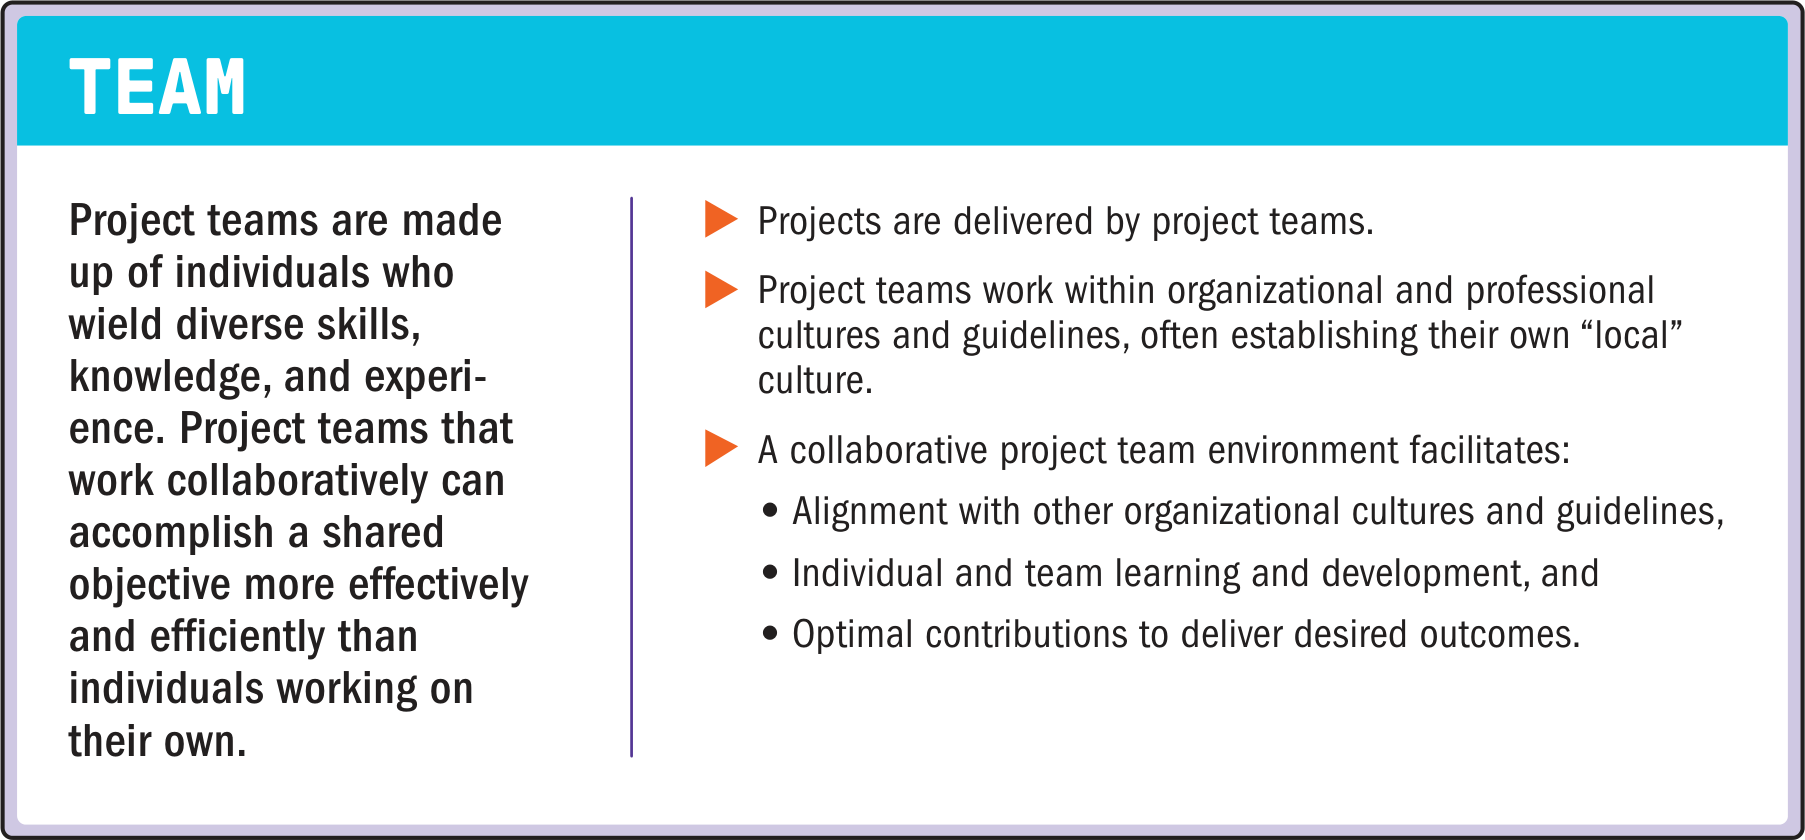 TEAM
Project teams are made
up of individuals who
wield diverse skills,
knowledge, and experi-
ence. Project teams that
work collaboratively can
accomplish a shared
objective more effectively
and efficiently than
individuals working on
their own.
Projects are delivered by project teams.
Project teams work within organizational and professional
cultures and guidelines, often establishing their own “local”
culture.
A collaborative project team environment facilitates:
• Alignment with other organizational cultures and guidelines,
• Individual and team learning and development, and
• Optimal contributions to deliver desired outcomes.